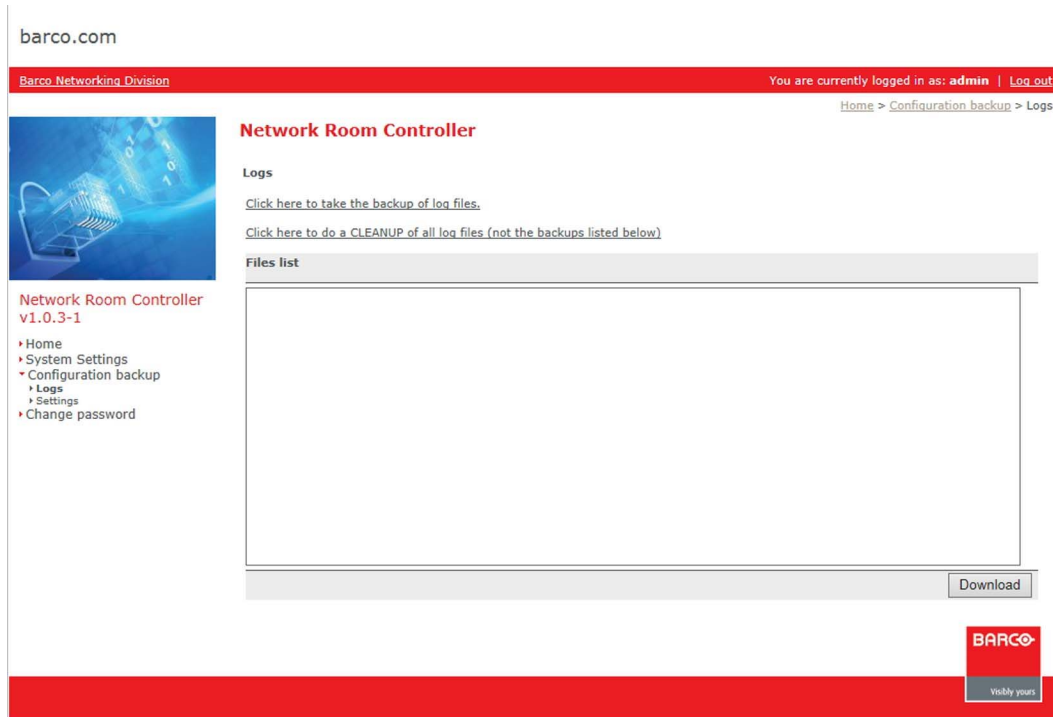 barco.com
Barco Networking Division
You are currently logged in as: admin | Log out
Home > Configuration backup > Logs
Network Room Controller
Logs
Click here to take the backup of log files.
Click here to do a CLEANUP of all log files (not the backups listed below)
Files list
Download
Network Room Controller
v1.0.3-1
Home
System Settings
Configuration backup
Logs
Settings
Change password
BARCO
Visibly yours